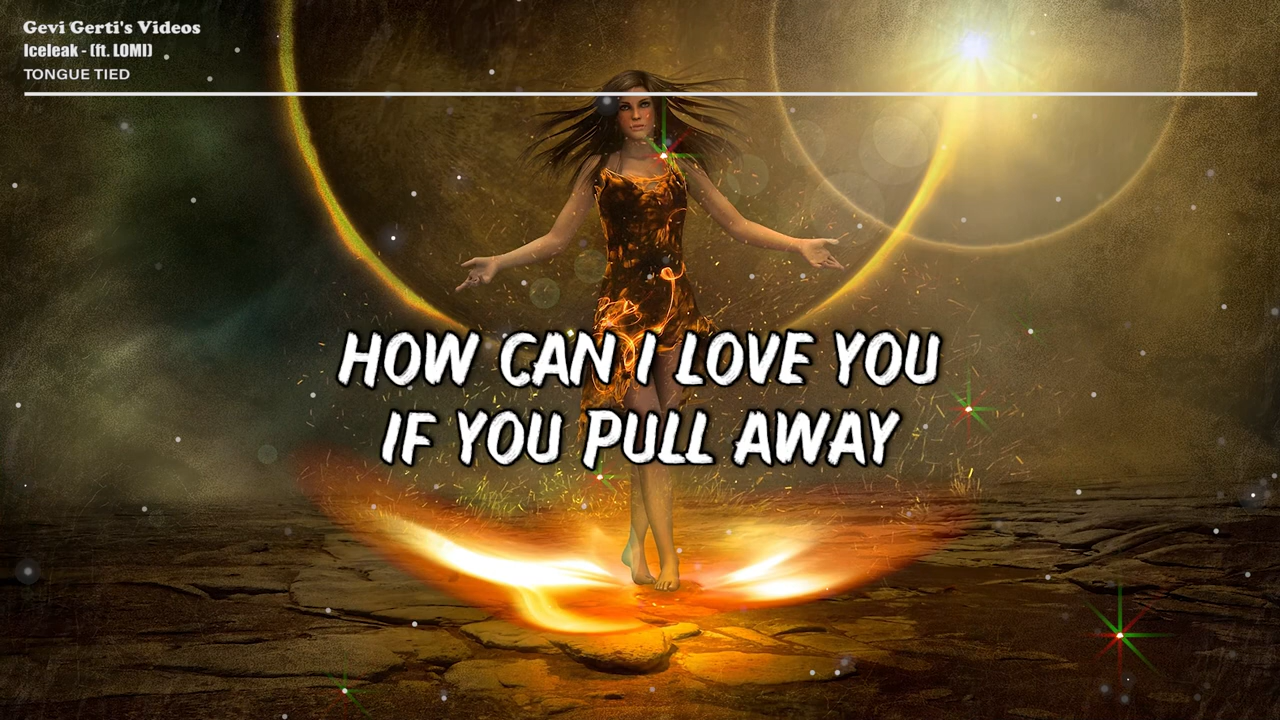 Gevi Gerti's Videos
Iceleak - (ft. LOMI)
TONGUE TIED
HOW CAN I LOVE YOU
IF YOU PULL AWAY